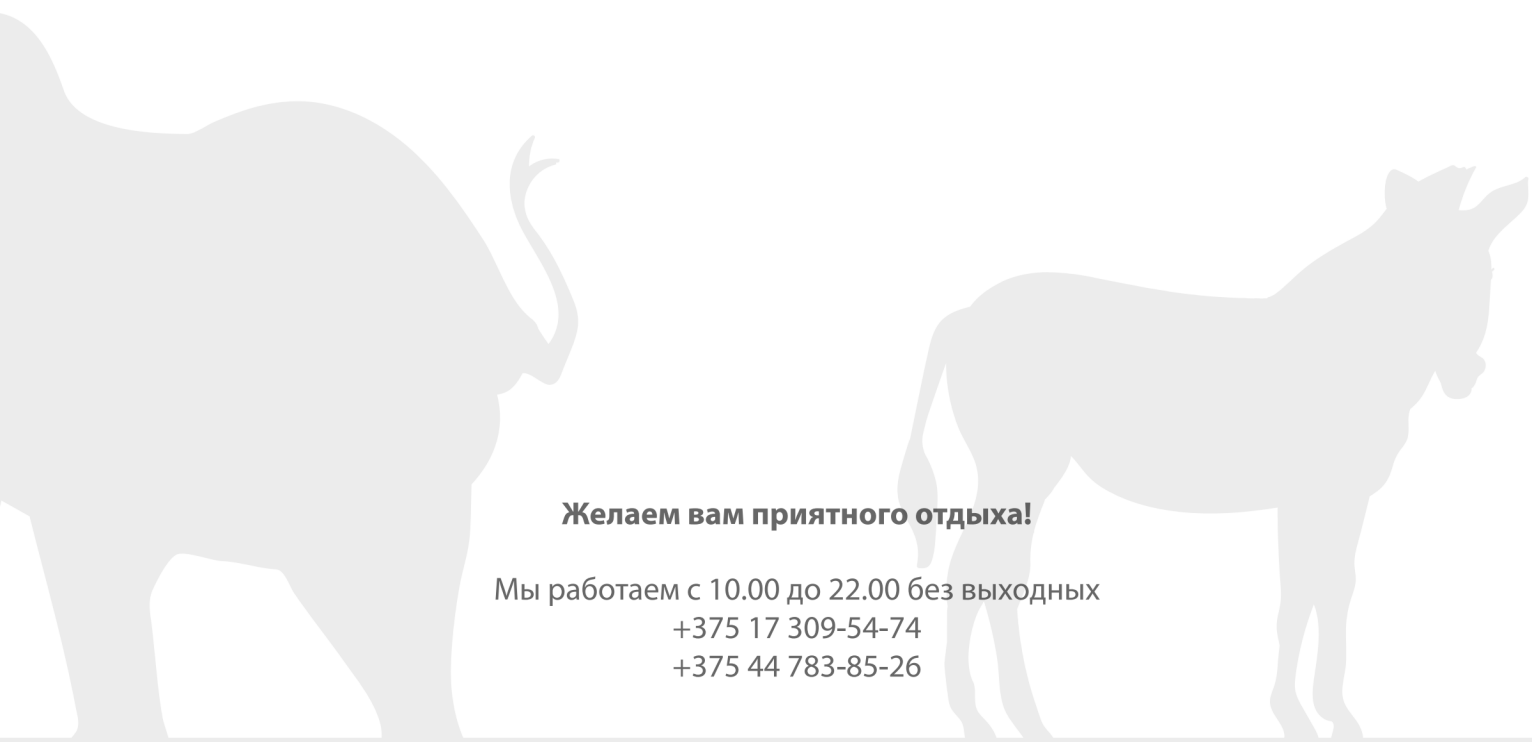 Желаем вам приятного отдыха!
Мы работаем с 10.00 до 22.00 без выходных
+375 17 309-54-74
+375 44 783-85-26